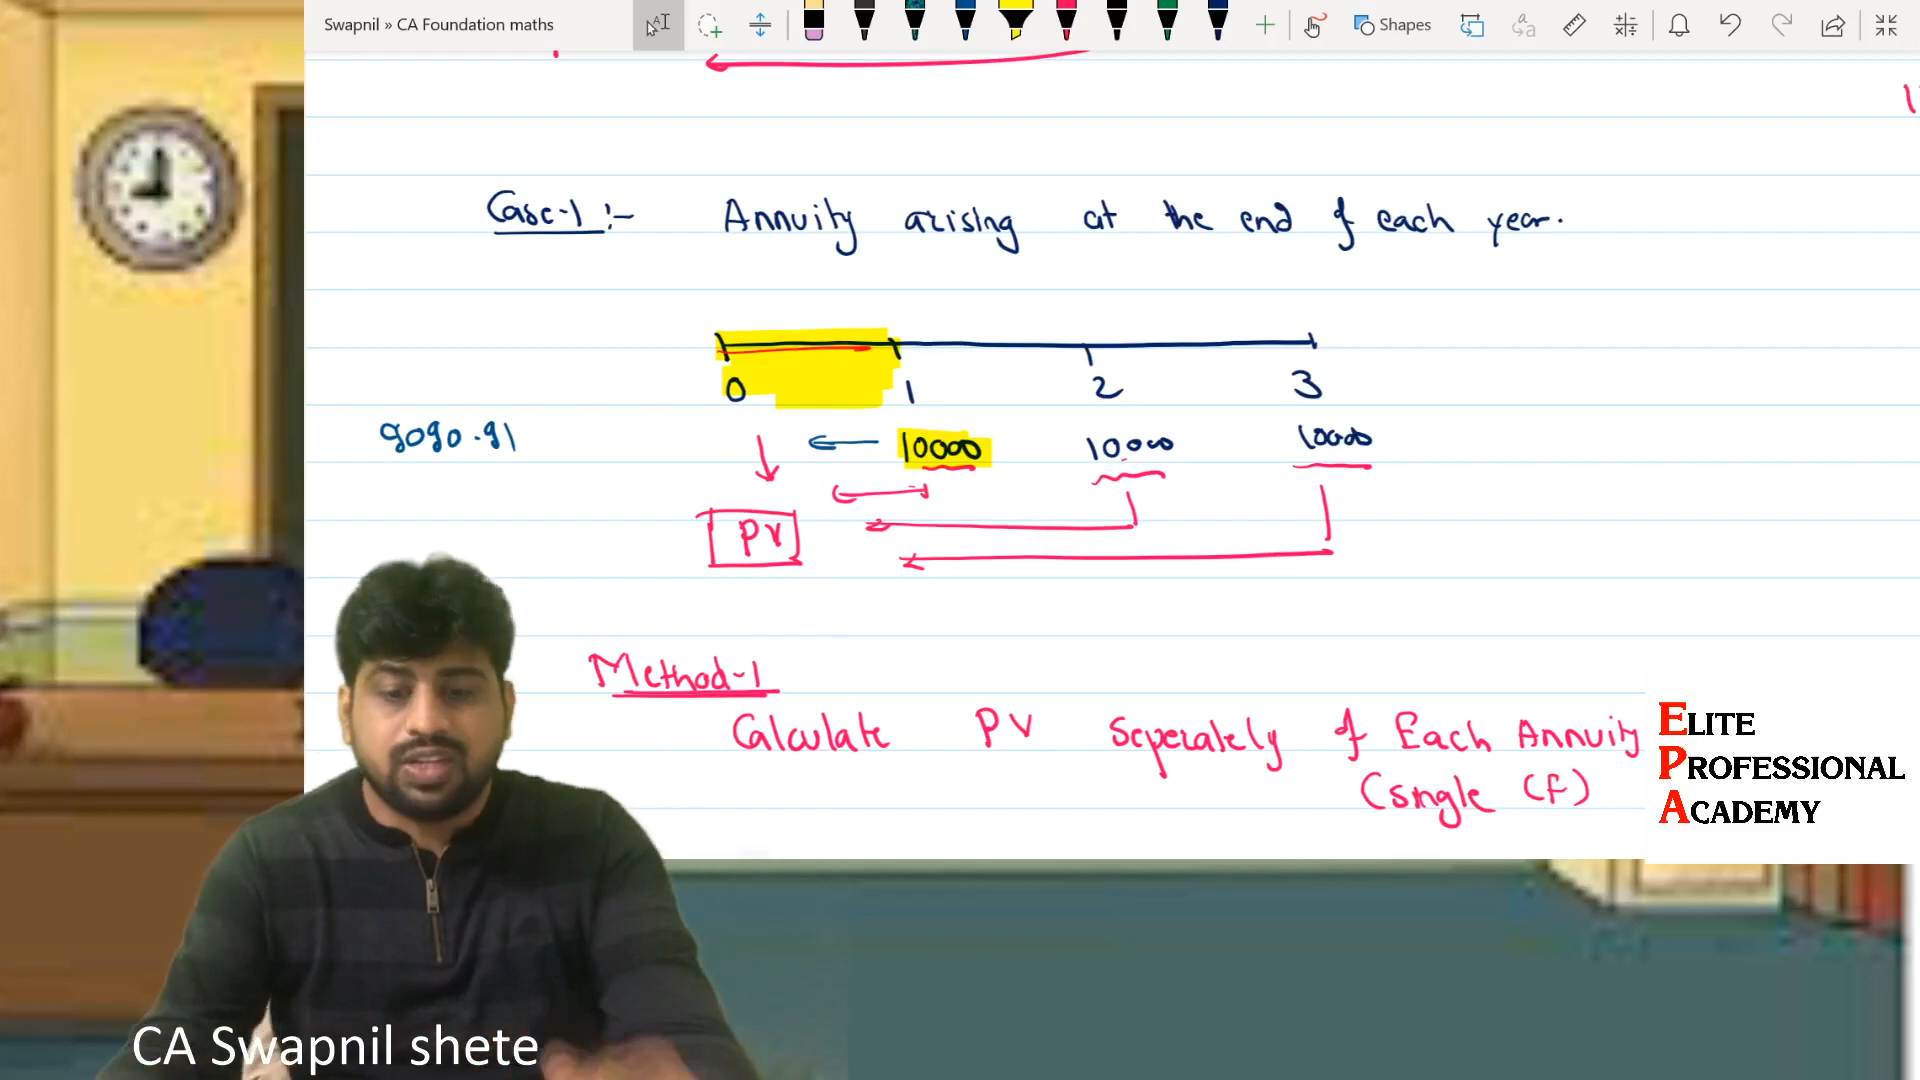 Swapnil » CA Foundation maths
Shapes
Case-1 :- Annuity arising at the end of each year.
0 1 2 3
9090.91 10000 10000 10000
PV
Method-1
Calculate PV Seperately of Each Annuity
(single CF)
ELITE
PROFESSIONAL
ACADEMY
CA Swapnil shete